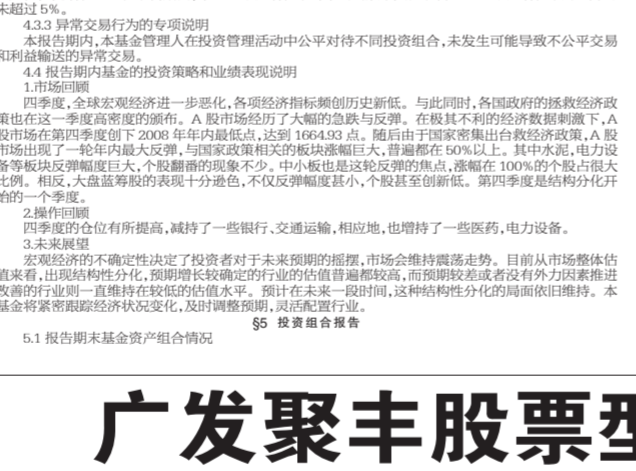 未超过5%。
4.3.3 异常交易行为的专项说明
本报告期内,本基金管理人在投资管理活动中公平对待不同投资组合,未发生可能导致不公平交易
和利益输送的异常交易。
4.4 报告期内基金的投资策略和业绩表现说明
1.市场回顾
四季度,全球宏观经济进一步恶化,各项经济指标频创历史新低。与此同时,各国政府的拯救经济政
策也在这一季度高密度的颁布。A股市场经历了大幅的急跌与反弹。在极其不利的经济数据刺激下,A
股市场在第四季度创下2008年年内最低点,达到1664.93点。随后由于国家密集出台救经济政策,A股
市场出现了一轮年内最大反弹,与国家政策相关的板块涨幅巨大,普遍都在50%以上。其中水泥,电力设
备等板块反弹幅度巨大,个股翻番的现象不少。中小板也是这轮反弹的焦点,涨幅在100%的个股占很大
比例。相反,大盘蓝筹股的表现十分逊色,不仅反弹幅度甚小,个股甚至创新低。第四季度是结构分化开
始的一个季度。
2.操作回顾
四季度的仓位有所提高,减持了一些银行、交通运输,相应地,也增持了一些医药,电力设备。
3.未来展望
宏观经济的不确定性决定了投资者对于未来预期的摇摆,市场会维持震荡走势。目前从市场整体估
值来看,出现结构性分化,预期增长较确定的行业的估值普遍都较高,而预期较差或者没有外力因素推进
改善的行业则一直维持在较低的估值水平。预计在未来一段时间,这种结构性分化的局面依旧维持。本
基金将紧密跟踪经济状况变化,及时调整预期,灵活配置行业。
§5 投资组合报告
5.1 报告期末基金资产组合情况
广发聚丰股票型